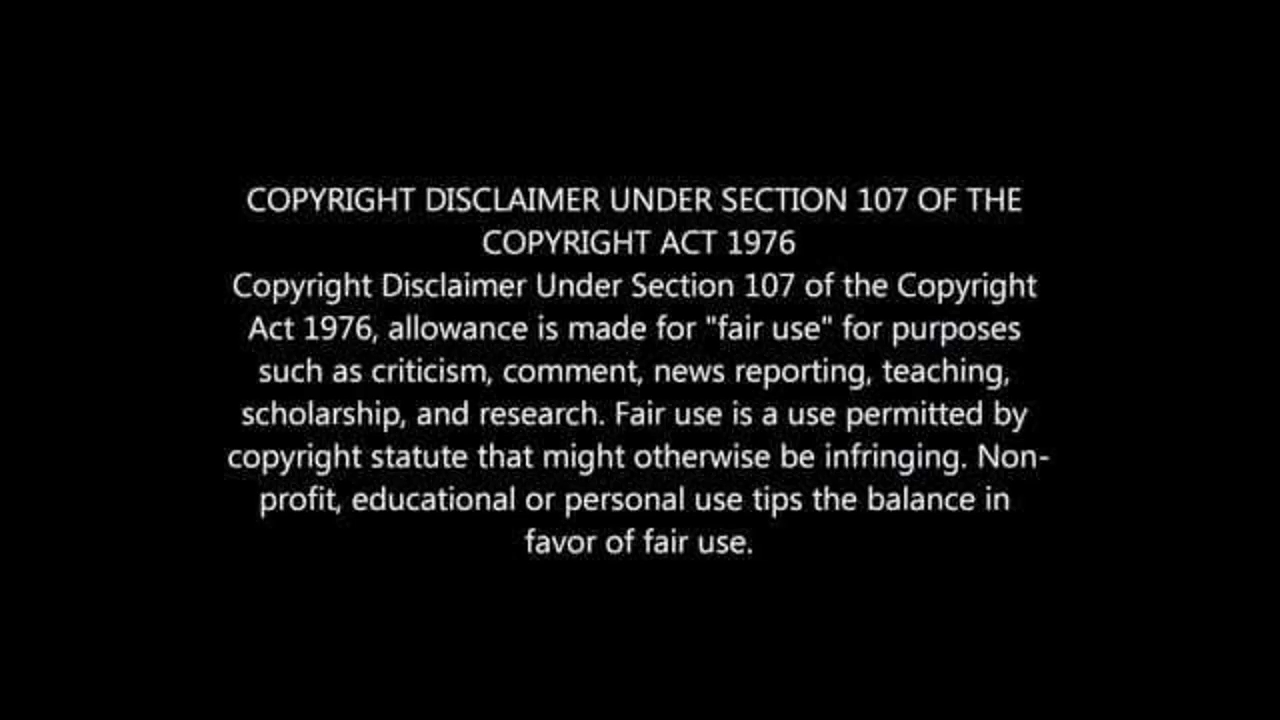 COPYRIGHT DISCLAIMER UNDER SECTION 107 OF THE
COPYRIGHT ACT 1976
Copyright Disclaimer Under Section 107 of the Copyright
Act 1976, allowance is made for "fair use" for purposes
such as criticism, comment, news reporting, teaching,
scholarship, and research. Fair use is a use permitted by
copyright statute that might otherwise be infringing. Non-
profit, educational or personal use tips the balance in
favor of fair use.